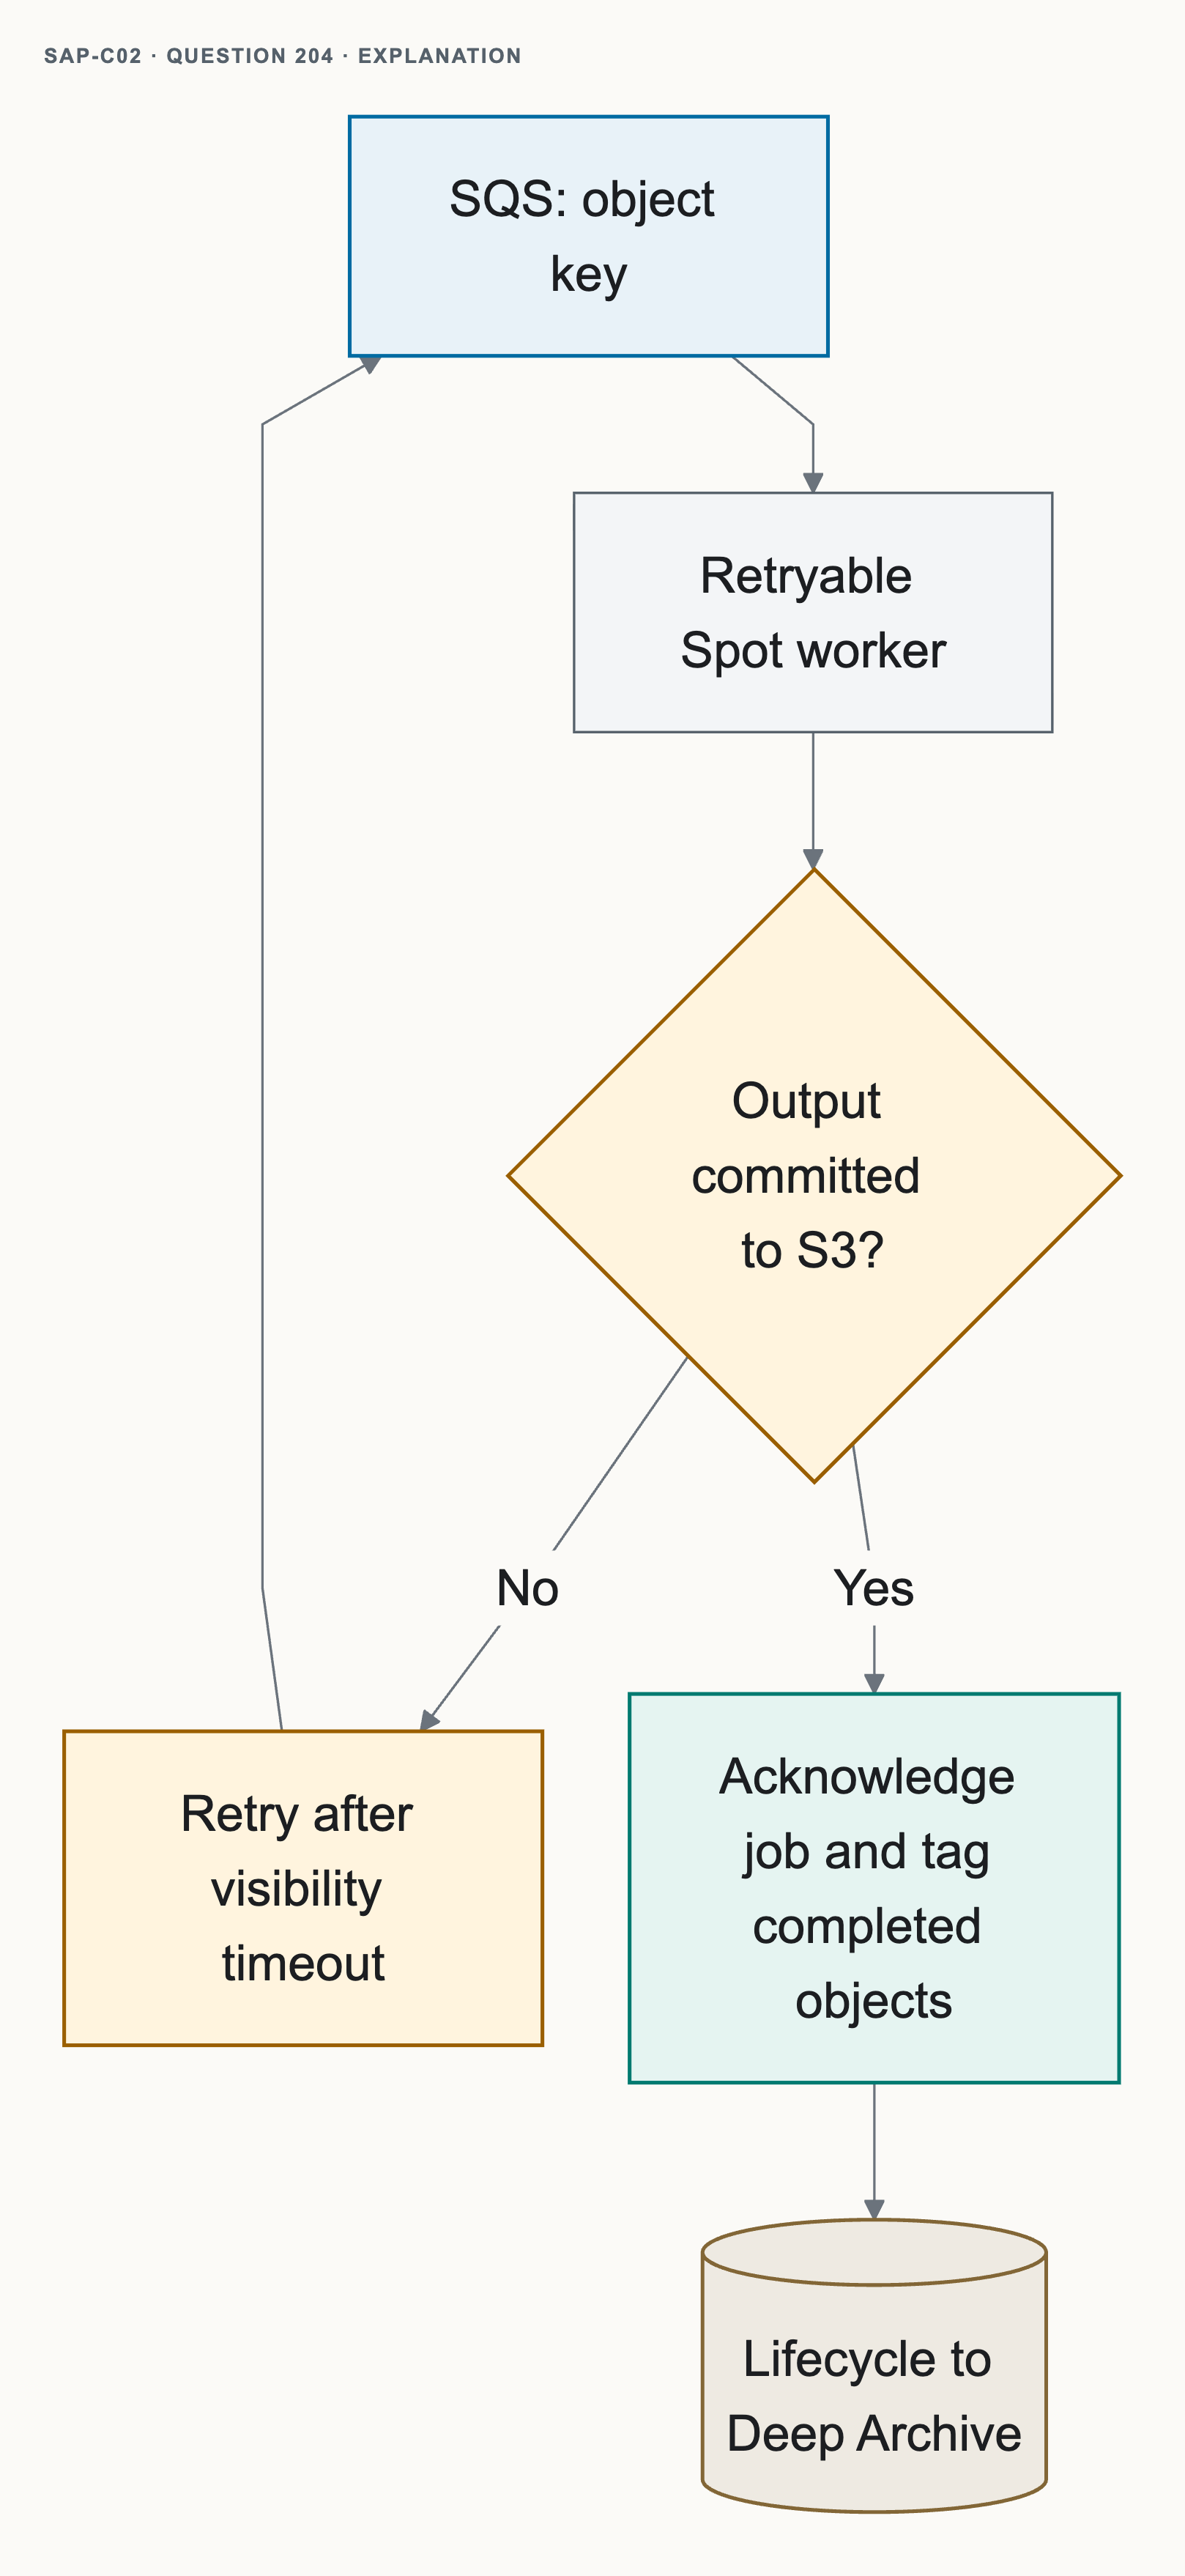 SAP-C02 · QUESTION 204 · EXPLANATION
SQS: object
key
Retryable
Spot worker
Output
committed
to S3?
No
Yes
Retry after
visibility
timeout
Acknowledge
job and tag
completed
objects
Lifecycle to
Deep Archive